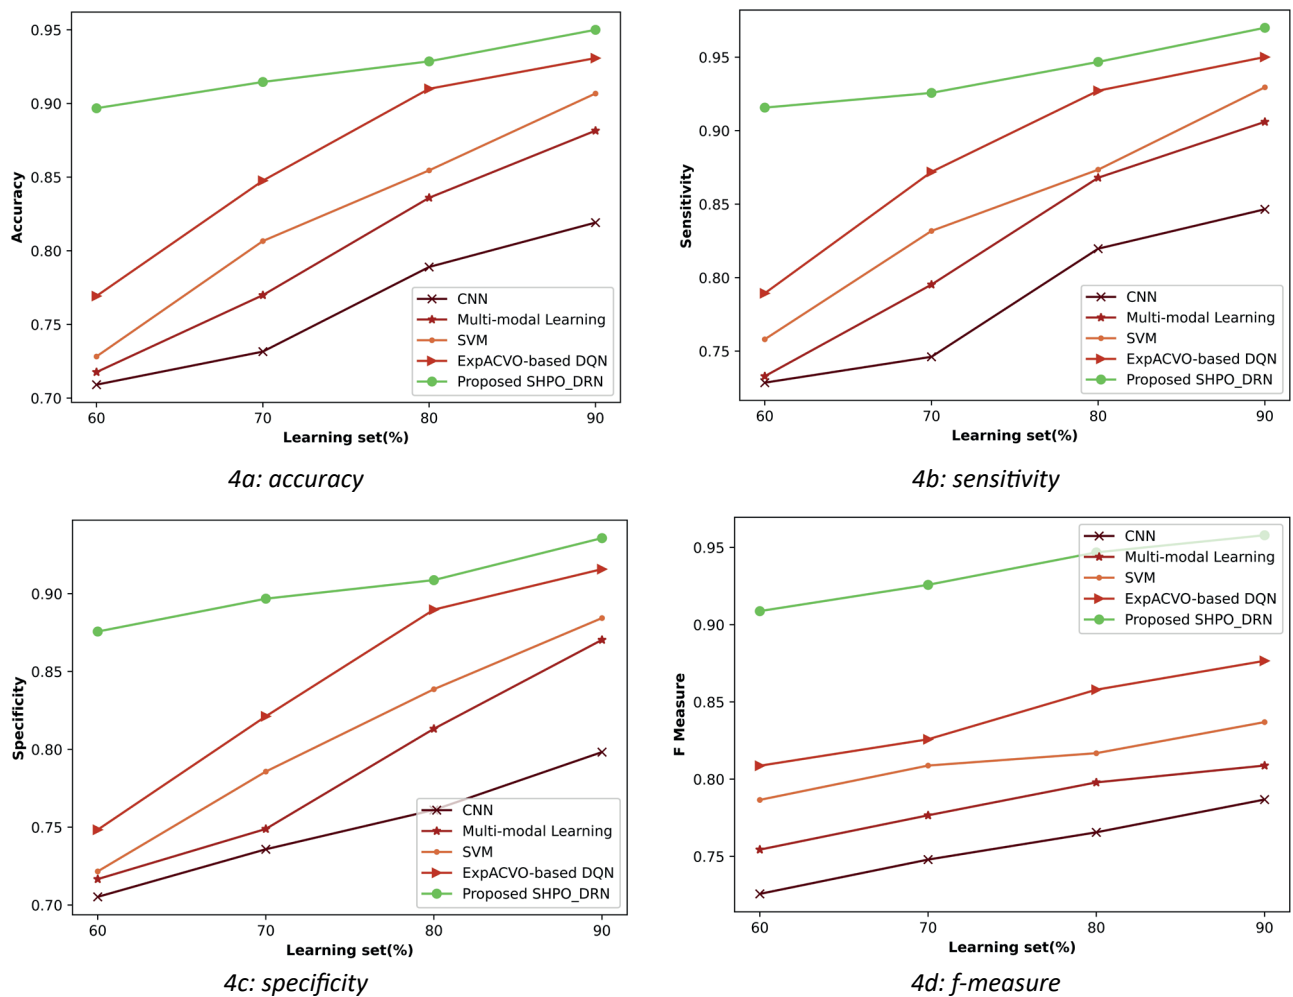 0.95
0.90
0.85
0.80
0.75
0.70
Accuracy
60 70 80 90
Learning set(%)
CNN
Multi-modal Learning
SVM
ExpACVO-based DQN
Proposed SHPO_DRN
4a: accuracy
0.95
0.90
0.85
0.80
0.75
Sensitivity
60 70 80 90
Learning set(%)
CNN
Multi-modal Learning
SVM
ExpACVO-based DQN
Proposed SHPO_DRN
4b: sensitivity
0.90
0.85
0.80
0.75
0.70
Specificity
60 70 80 90
Learning set(%)
CNN
Multi-modal Learning
SVM
ExpACVO-based DQN
Proposed SHPO_DRN
4c: specificity
0.95
0.90
0.85
0.80
0.75
F Measure
60 70 80 90
Learning set(%)
CNN
Multi-modal Learning
SVM
ExpACVO-based DQN
Proposed SHPO_DRN
4d: f-measure